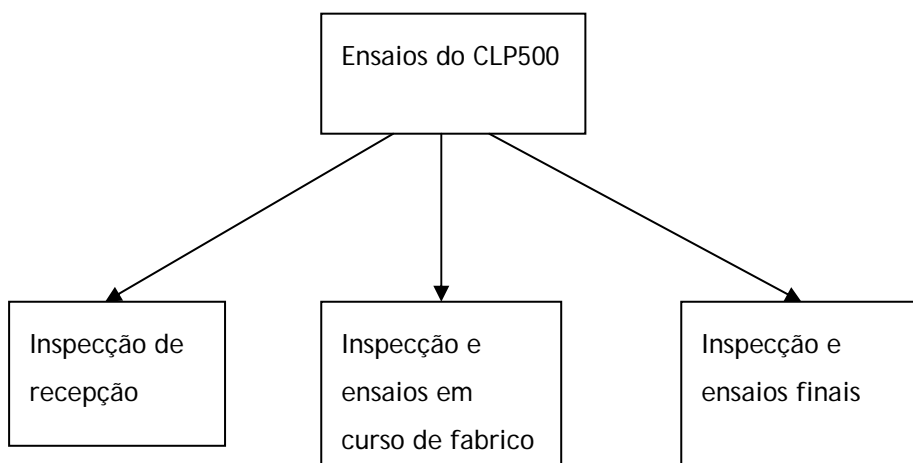 Ensaios do CLP500
Inspecção de
recepção
Inspecção e
ensaios em
curso de fabrico
Inspecção e
ensaios finais